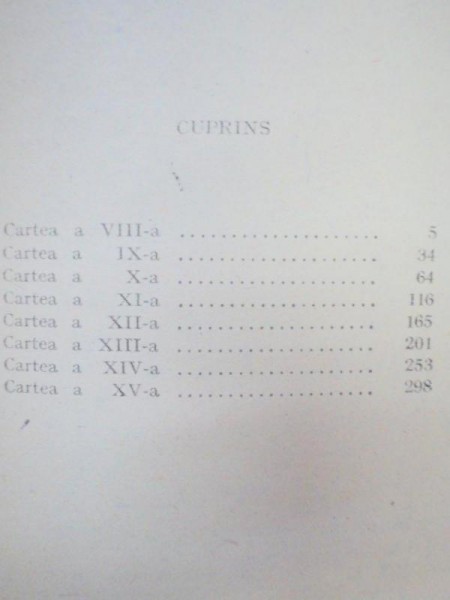 CUPRINS
Cartea a VIII-a .................... 5
Cartea a IX-a .................... 34
Cartea a X-a .................... 64
Cartea a XI-a .................... 116
Cartea a XII-a .................... 165
Cartea a XIII-a .................... 201
Cartea a XIV-a .................... 253
Cartea a XV-a .................... 298